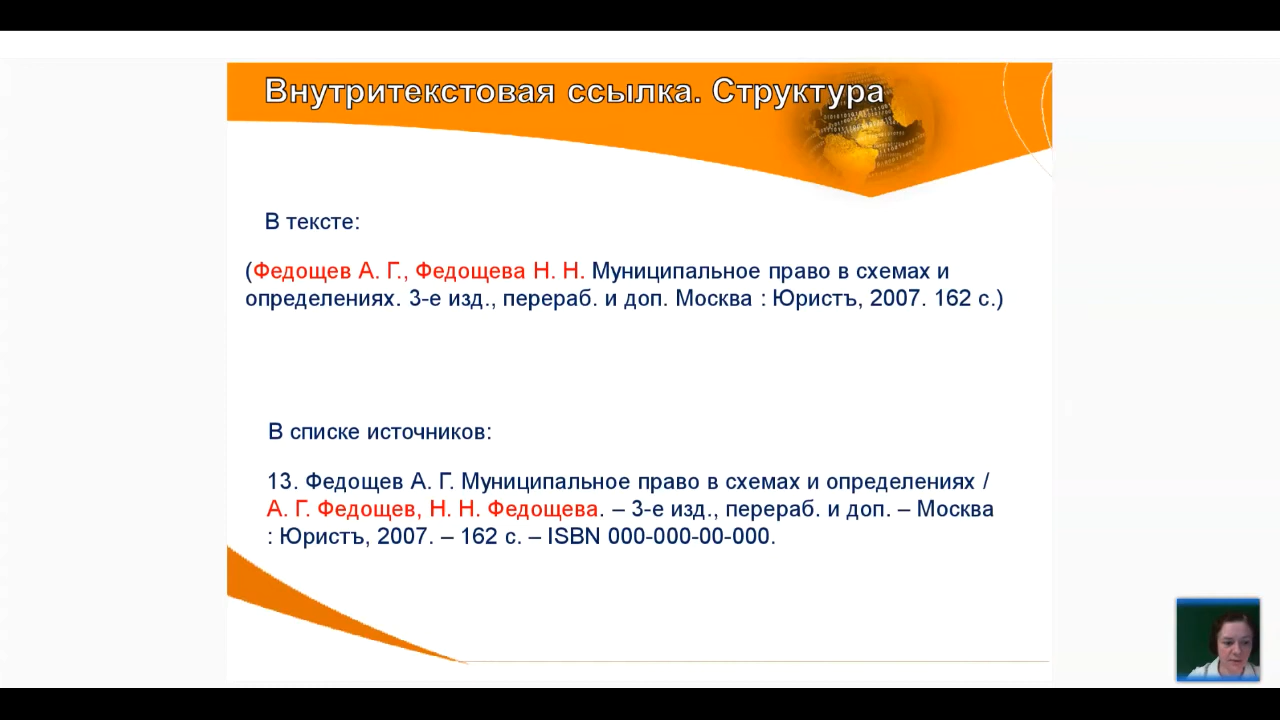 Внутритекстовая ссылка. Структура
В тексте:
(Федощев А. Г., Федощева Н. Н. Муниципальное право в схемах и
определениях. 3-е изд., перераб. и доп. Москва : Юристъ, 2007. 162 с.)
В списке источников:
13. Федощев А. Г. Муниципальное право в схемах и определениях /
А. Г. Федощев, Н. Н. Федощева. – 3-е изд., перераб. и доп. – Москва
: Юристъ, 2007. – 162 с. – ISBN 000-000-00-000.